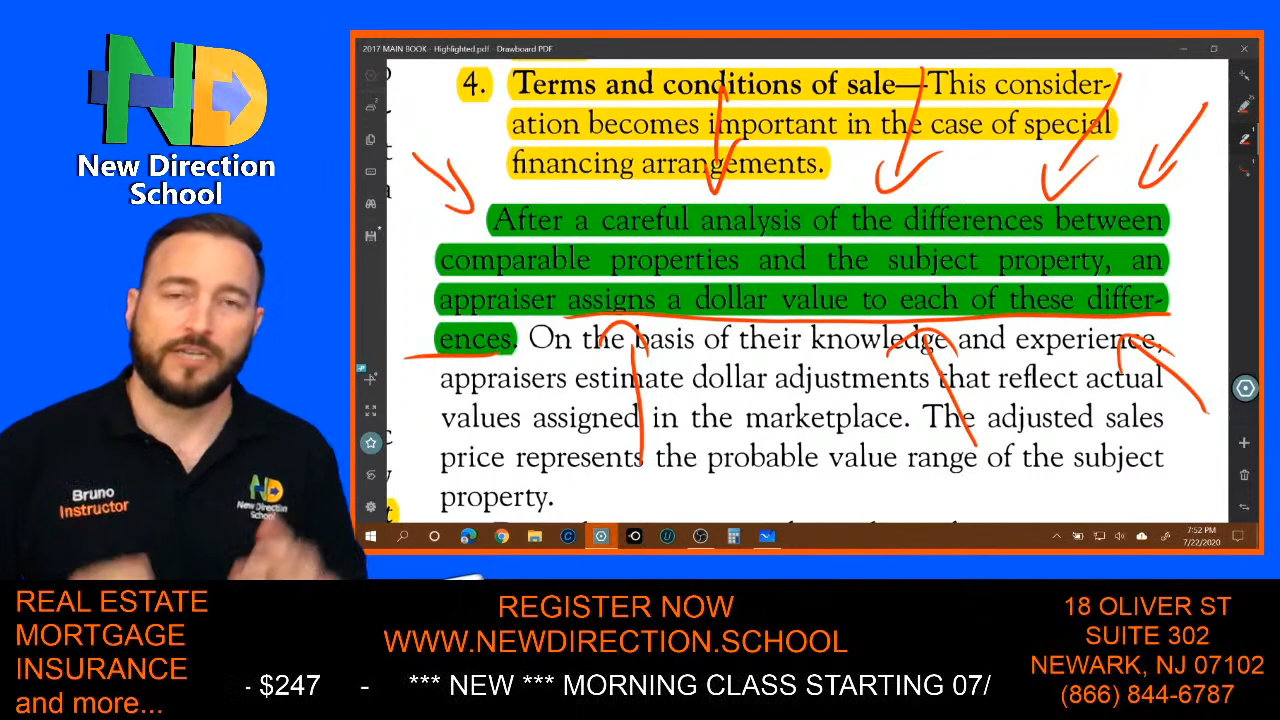 New Direction
School
Bruno
Instructor
New Direction
School
2017 MAIN BOOK - Highlighted.pdf - Drawboard PDF
4. Terms and conditions of sale—This consider-
ation becomes important in the case of special
financing arrangements.
After a careful analysis of the differences between
comparable properties and the subject property, an
appraiser assigns a dollar value to each of these differ-
ences. On the basis of their knowledge and experience,
appraisers estimate dollar adjustments that reflect actual
values assigned in the marketplace. The adjusted sales
price represents the probable value range of the subject
property.
7:52 PM
7/22/2020
REAL ESTATE
MORTGAGE
INSURANCE
and more...
REGISTER NOW
WWW.NEWDIRECTION.SCHOOL
- $247 - *** NEW *** MORNING CLASS STARTING 07/
18 OLIVER ST
SUITE 302
NEWARK, NJ 07102
(866) 844-6787